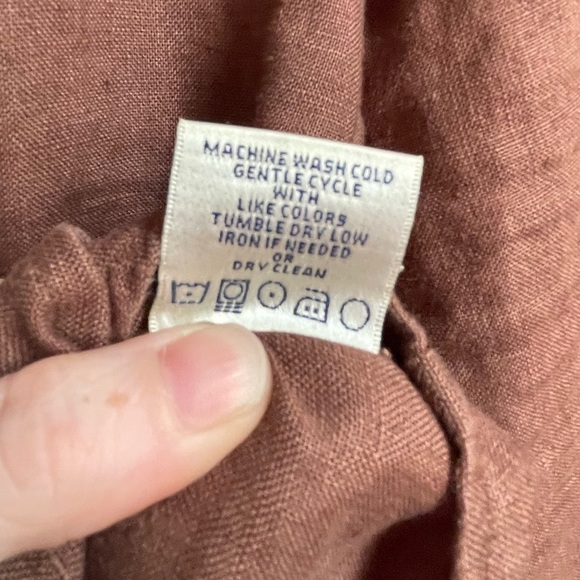 MACHINE WASH COLD
GENTLE CYCLE
WITH
LIKE COLORS
TUMBLE DRY LOW
IRON IF NEEDED
OR
DRY CLEAN